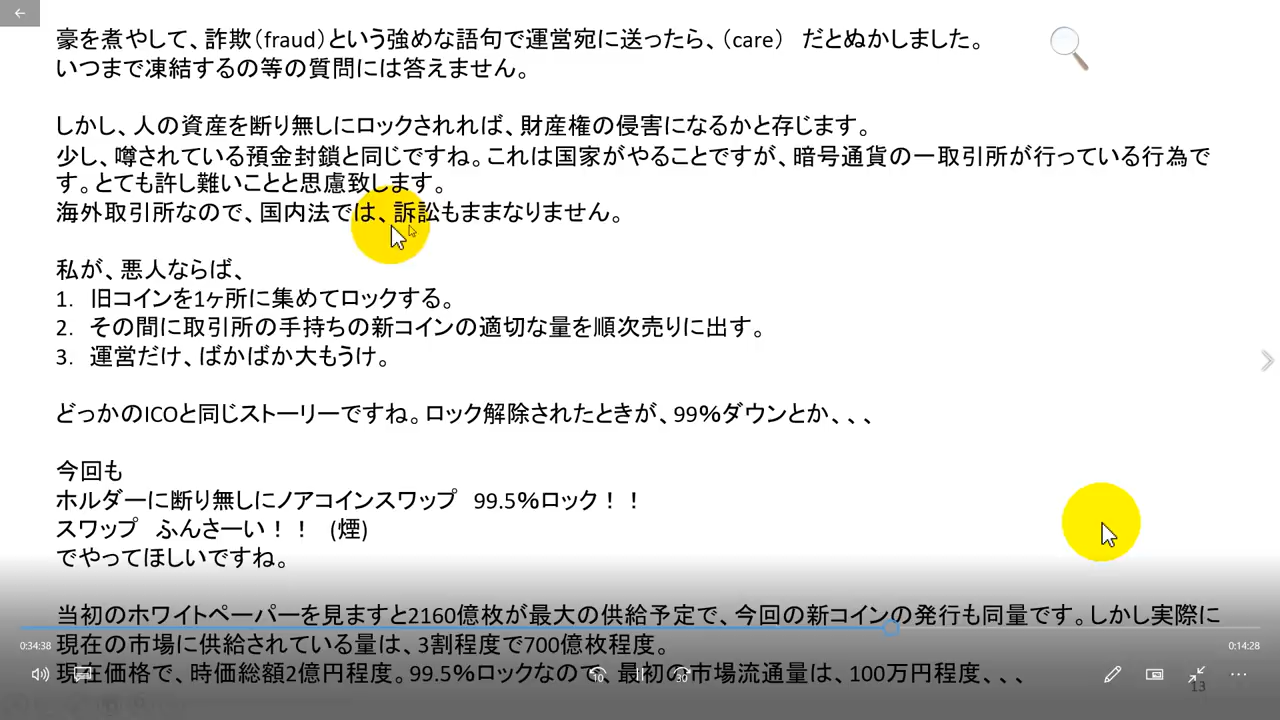 豪を煮やして、詐欺（fraud）という強めな語句で運営宛に送ったら、（care）　だとぬかしました。
いつまで凍結するの等の質問には答えません。
しかし、人の資産を断り無しにロックされれば、財産権の侵害になるかと存じます。
少し、噂されている預金封鎖と同じですね。これは国家がやることですが、暗号通貨の一取引所が行っている行為で
す。とても許し難いことと思慮致します。
海外取引所なので、国内法では、訴訟もままなりません。
私が、悪人ならば、
1. 旧コインを1ヶ所に集めてロックする。
2. その間に取引所の手持ちの新コインの適切な量を順次売りに出す。
3. 運営だけ、ばかばか大もうけ。
どっかのICOと同じストーリーですね。ロック解除されたときが、99%ダウンとか、、、
今回も
ホルダーに断り無しにノアコインスワップ　99.5%ロック！！
スワップ　ふんさーい！！　(煙)
でやってほしいですね。
当初のホワイトペーパーを見ますと2160億枚が最大の供給予定で、今回の新コインの発行も同量です。しかし実際に
現在の市場に供給されている量は、3割程度で700億枚程度。
現在価格で、時価総額2億円程度。99.5%ロックなので、最初の市場流通量は、100万円程度、、、
0:34:38
0:14:28
10
30
13